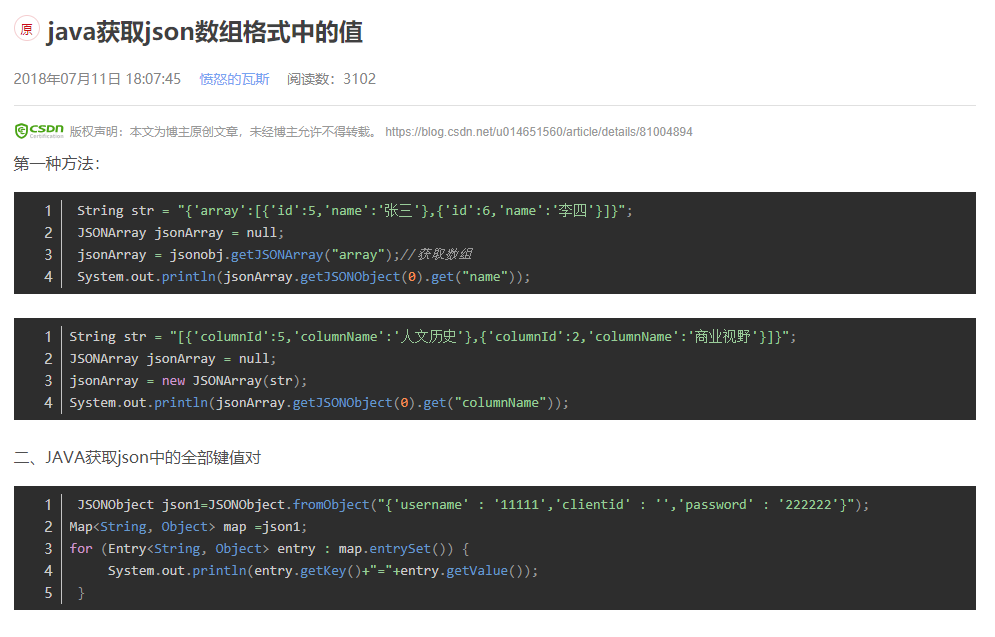 原 java获取json数组格式中的值
2018年07月11日 18:07:45 愤怒的瓦斯 阅读数：3102
CSDN Certification 版权声明：本文为博主原创文章，未经博主允许不得转载。 https://blog.csdn.net/u014651560/article/details/81004894
第一种方法：
1 String str = "{'array':[{'id':5,'name':'张三'},{'id':6,'name':'李四'}]}";
2 JSONArray jsonArray = null;
3 jsonArray = jsonobj.getJSONArray("array");//获取数组
4 System.out.println(jsonArray.getJSONObject(0).get("name"));
1 String str = "[{'columnId':5,'columnName':'人文历史'},{'columnId':2,'columnName':'商业视野'}]}";
2 JSONArray jsonArray = null;
3 jsonArray = new JSONArray(str);
4 System.out.println(jsonArray.getJSONObject(0).get("columnName"));
二、JAVA获取json中的全部键值对
1 JSONObject json1=JSONObject.fromObject("{'username' : '11111','clientid' : '','password' : '222222'}");
2 Map<String, Object> map =json1;
3 for (Entry<String, Object> entry : map.entrySet()) {
4 System.out.println(entry.getKey()+"="+entry.getValue());
5 }